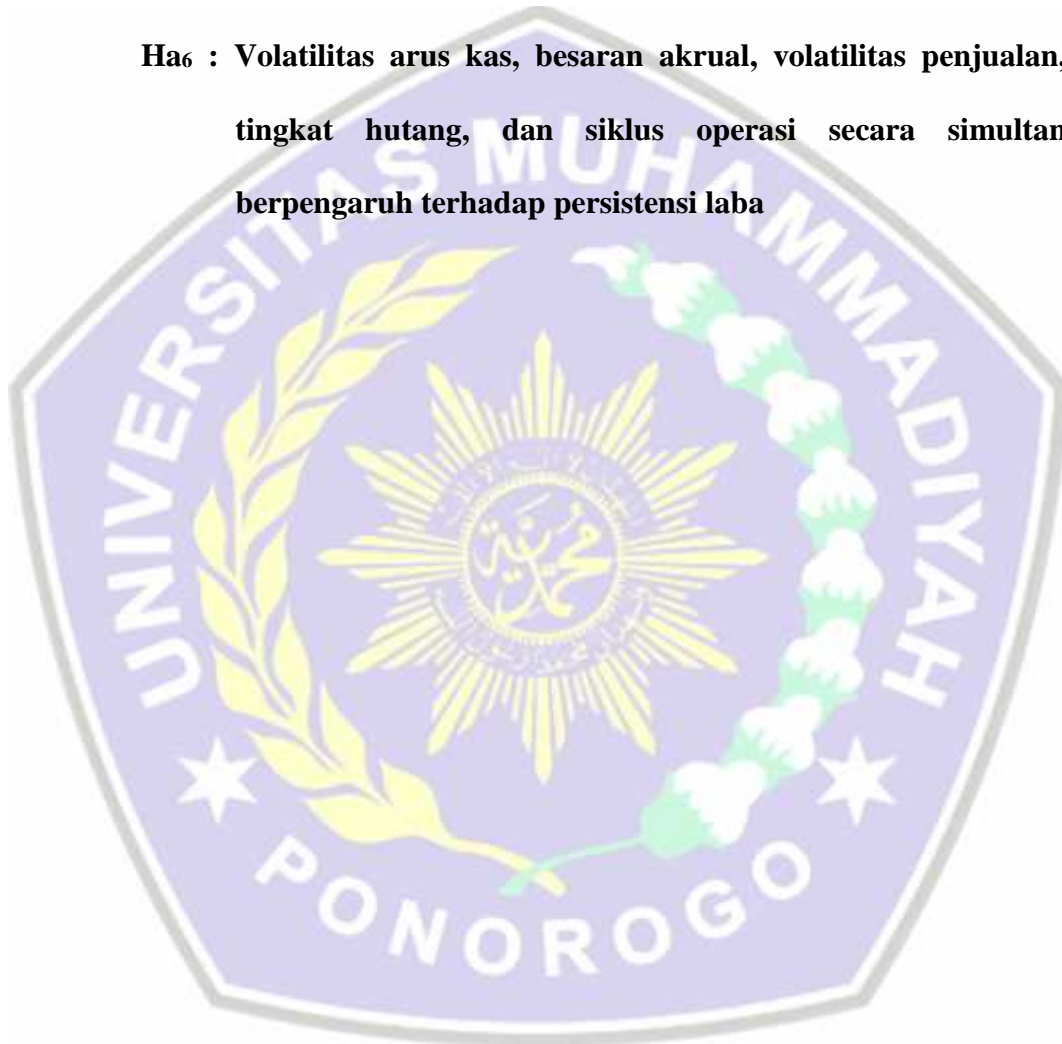 Ha₆ : Volatilitas arus kas, besaran akrual, volatilitas penjualan,
tingkat hutang, dan siklus operasi secara simultan
berpengaruh terhadap persistensi laba
UNIVERSITAS MUHAMMADIYAH
PONOROGO